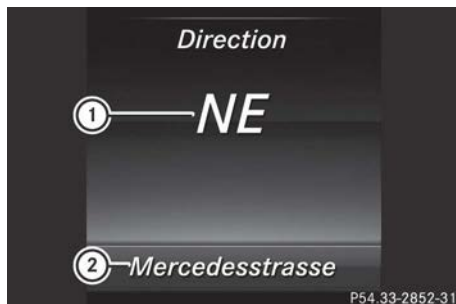 Direction
1 NE
2 Mercedesstrasse
P54.33-2852-31